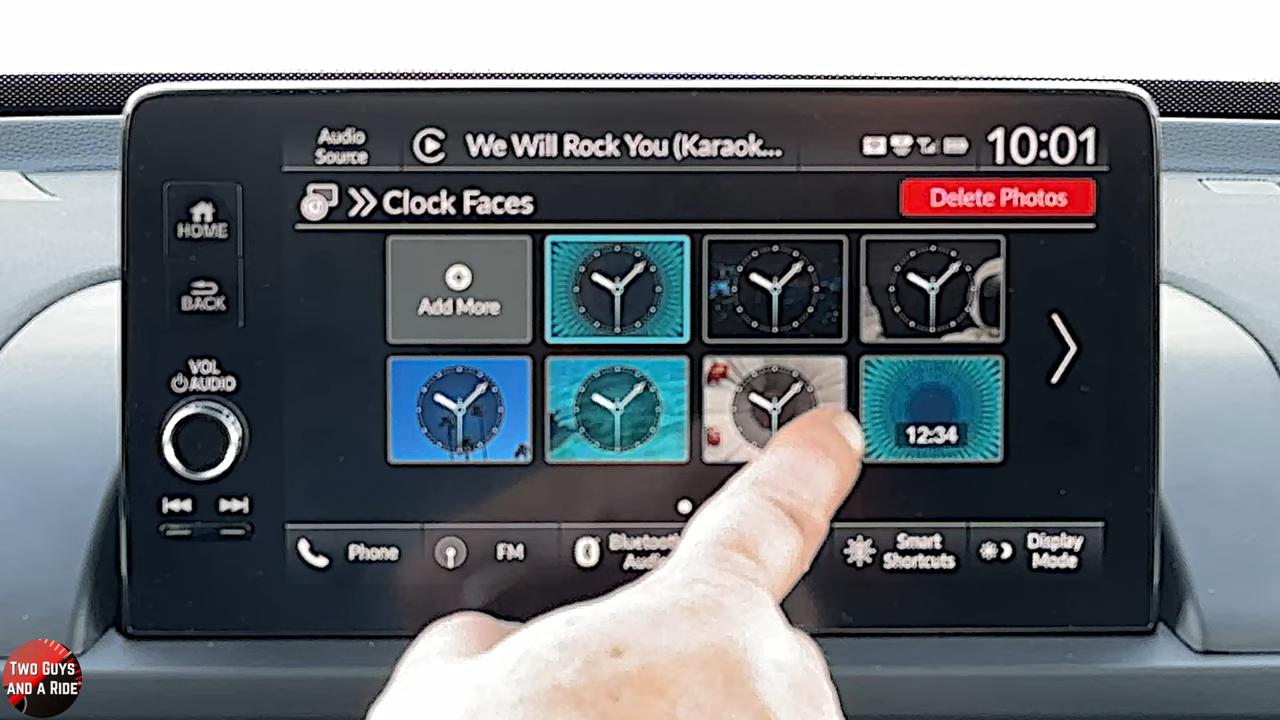 Audio
Source
We Will Rock You (Karaok...
10:01
HOME
Clock Faces
Delete Photos
BACK
Add More
VOL
AUDIO
12:34
Phone
FM
Bluetooth
Smart
Shortcuts
Display
Mode
TWO GUYS
AND A RIDE